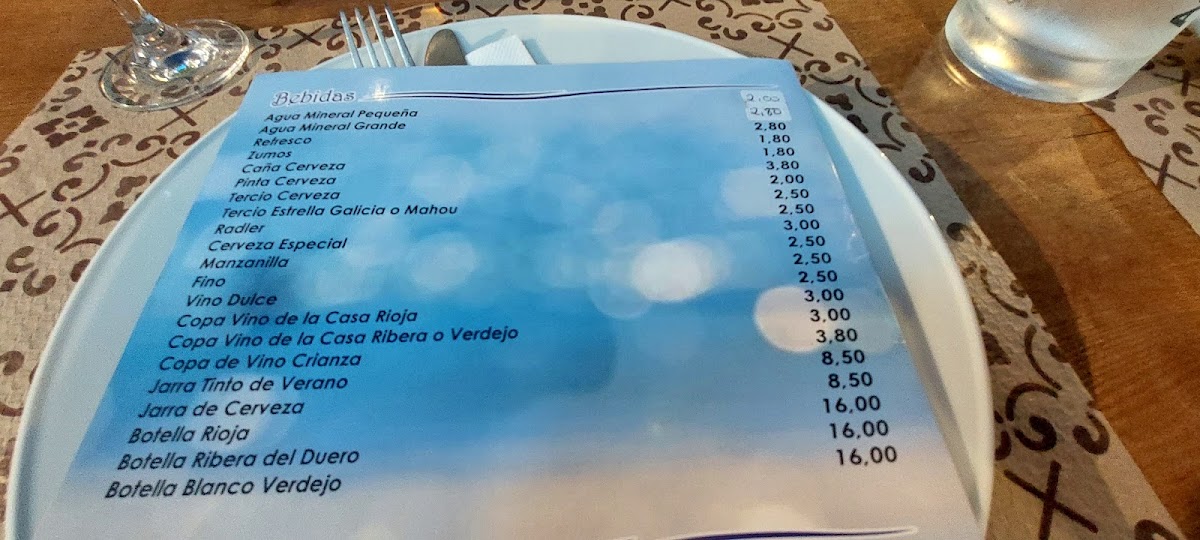 Bebidas
Agua Mineral Pequeña 2,00
Agua Mineral Grande 2,80
Refresco 2,80
Zumos 1,80
Caña Cerveza 1,80
Pinta Cerveza 3,80
Tercio Cerveza 2,00
Tercio Estrella Galicia o Mahou 2,50
Radler 2,50
Cerveza Especial 3,00
Manzanilla 2,50
Fino 2,50
Vino Dulce 2,50
Copa Vino de la Casa Rioja 3,00
Copa Vino de la Casa Ribera o Verdejo 3,00
Copa de Vino Crianza 3,80
Jarra Tinto de Verano 8,50
Jarra de Cerveza 8,50
Botella Rioja 16,00
Botella Ribera del Duero 16,00
Botella Blanco Verdejo 16,00